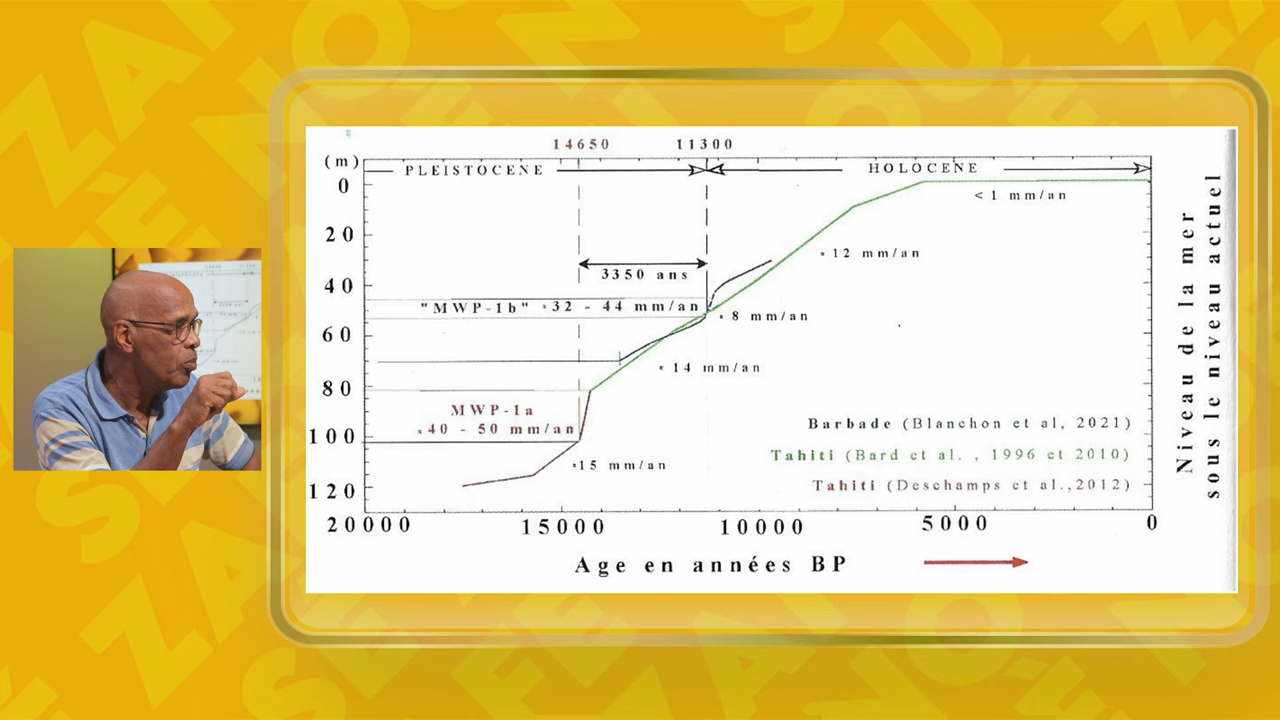 14650 11300
(m)
PLEISTOCENE HOLOCENE
0
< 1 mm/an
20
≈ 12 mm/an
3350 ans
40
"MWP-1b" ≈32 - 44 mm/an
≈ 8 mm/an
60
≈ 14 mm/an
80
MWP-1a
≈40 - 50 mm/an
100
Barbade (Blanchon et al, 2021)
Tahiti (Bard et al. , 1996 et 2010)
≈15 mm/an
Tahiti (Deschamps et al.,2012)
120
20000 15000 10000 5000 0
Age en années BP
Niveau de la mer
sous le niveau actuel